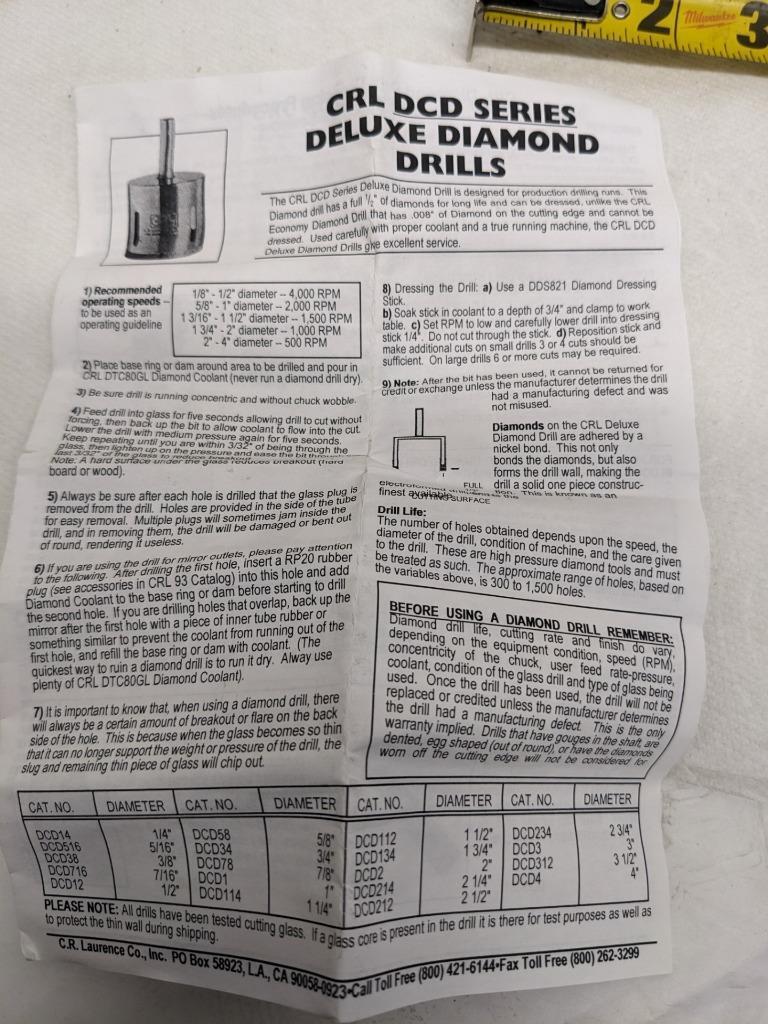 2
Milwaukee
3
CRL DCD SERIES
DELUXE DIAMOND
DRILLS
The CRL DCD Series Deluxe Diamond Drill is designed for production drilling runs. This
Diamond drill has a full 1/2" of diamonds for long life and can be dressed, unlike the CRL
Economy Diamond Drill that has .008" of Diamond on the cutting edge and cannot be
dressed. Used carefully with proper coolant and a true running machine, the CRL DCD
Deluxe Diamond Drills give excellent service.
1) Recommended
operating speeds –
to be used as an
operating guideline
1/8" - 1/2" diameter -- 4,000 RPM
5/8" - 1" diameter -- 2,000 RPM
1 3/16" - 1 1/2" diameter -- 1,500 RPM
1 3/4" - 2" diameter -- 1,000 RPM
2" - 4" diameter -- 500 RPM
2) Place base ring or dam around area to be drilled and pour in
CRL DTC80GL Diamond Coolant (never run a diamond drill dry).
3) Be sure drill is running concentric and without chuck wobble.
4) Feed drill into glass for five seconds allowing drill to cut without
forcing, then back up the bit to allow coolant to flow into the cut.
Lower the drill with medium pressure again for five seconds.
Keep repeating until you are within 3/32" of being through the
glass, then lighten up on the pressure and ease the bit through
last 3/32" of the glass to reduce breakout.
Note: A hard surface under the glass reduces breakout (hard
board or wood).
5) Always be sure after each hole is drilled that the glass plug is
removed from the drill. Holes are provided in the side of the tube
for easy removal. Multiple plugs will sometimes jam inside the
drill, and in removing them, the drill will be damaged or bent out
of round, rendering it useless.
6) If you are using the drill for mirror outlets, please pay attention
to the following. After drilling the first hole, insert a RP20 rubber
plug (see accessories in CRL 93 Catalog) into this hole and add
Diamond Coolant to the base ring or dam before starting to drill
the second hole. If you are drilling holes that overlap, back up the
mirror after the first hole with a piece of inner tube rubber or
something similar to prevent the coolant from running out of the
first hole, and refill the base ring or dam with coolant. (The
quickest way to ruin a diamond drill is to run it dry. Alway use
plenty of CRL DTC80GL Diamond Coolant).
7) It is important to know that, when using a diamond drill, there
will always be a certain amount of breakout or flare on the back
side of the hole. This is because when the glass becomes so thin
that it can no longer support the weight or pressure of the drill, the
slug and remaining thin piece of glass will chip out.
8) Dressing the Drill: a) Use a DDS821 Diamond Dressing
Stick.
b) Soak stick in coolant to a depth of 3/4" and clamp to work
table. c) Set RPM to low and carefully lower drill into dressing
stick 1/4". Do not cut through the stick. d) Reposition stick and
make additional cuts on small drills 3 or 4 cuts should be
sufficient. On large drills 6 or more cuts may be required.
9) Note: After the bit has been used, it cannot be returned for
credit or exchange unless the manufacturer determines the drill
had a manufacturing defect and was
not misused.
Diamonds on the CRL Deluxe
Diamond Drill are adhered by a
nickel bond. This not only
bonds the diamonds, but also
forms the drill wall, making the
drill a solid one piece construc-
tion. This is known as an
FULL
CUTTING SURFACE
electroformed
finest available.
Drill Life:
The number of holes obtained depends upon the speed, the
diameter of the drill, condition of machine, and the care given
to the drill. These are high pressure diamond tools and must
be treated as such. The approximate range of holes, based on
the variables above, is 300 to 1,500 holes.
BEFORE USING A DIAMOND DRILL REMEMBER:
Diamond drill life, cutting rate and finish do vary,
depending on the equipment condition, speed (RPM),
concentricity of the chuck, user feed rate-pressure,
coolant, condition of the glass drill and type of glass being
used. Once the drill has been used, the drill will not be
replaced or credited unless the manufacturer determines
the drill had a manufacturing defect. This is the only
warranty implied. Drills that have gouges in the shaft, are
dented, egg shaped (out of round), or have the diamonds
worn off the cutting edge will not be considered for
CAT. NO. DIAMETER CAT. NO. DIAMETER CAT. NO. DIAMETER CAT. NO. DIAMETER
DCD14 1/4" DCD58 5/8" DCD112 1 1/2" DCD234 2 3/4"
DCD516 5/16" DCD34 3/4" DCD134 1 3/4" DCD3 3"
DCD38 3/8" DCD78 7/8" DCD2 2" DCD312 3 1/2"
DCD716 7/16" DCD1 1" DCD214 2 1/4" DCD4 4"
DCD12 1/2" DCD114 1 1/4" DCD212 2 1/2"
PLEASE NOTE: All drills have been tested cutting glass. If a glass core is present in the drill it is there for test purposes as well as
to protect the thin wall during shipping.
C.R. Laurence Co., Inc. PO Box 58923, L.A., CA 90058-0923•Call Toll Free (800) 421-6144•Fax Toll Free (800) 262-3299